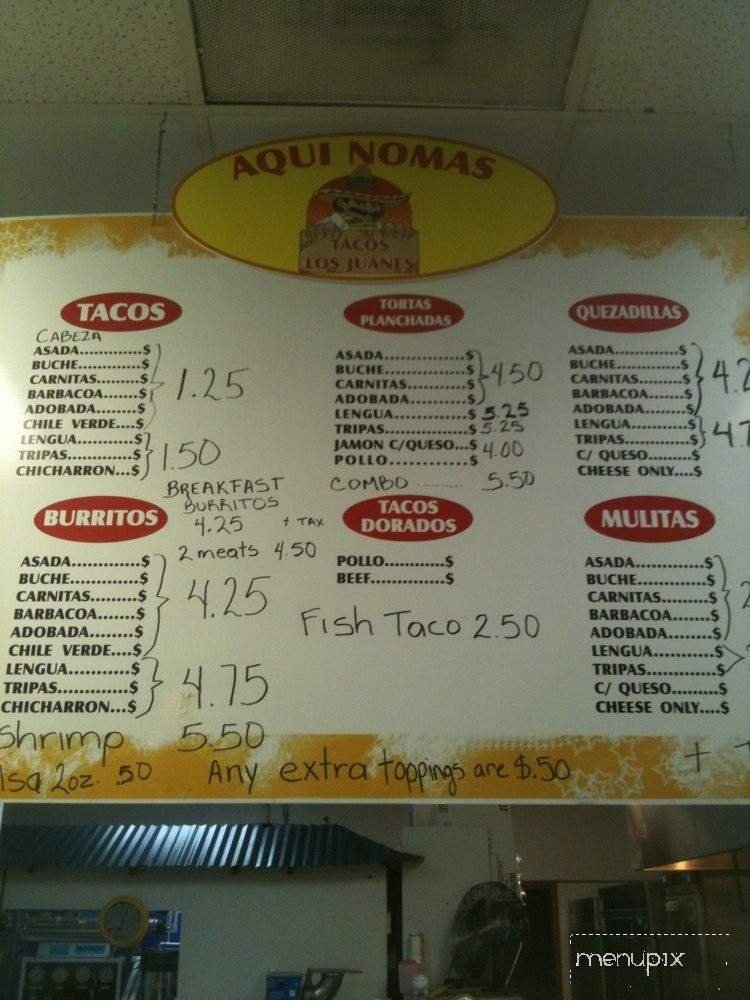 AQUI NOMAS
TACOS
LOS JUANES
TACOS
CABEZA
ASADA.............$
BUCHE.............$
CARNITAS.........$
BARBACOA.......$
ADOBADA.........$
CHILE VERDE....$
1.25
LENGUA...........$
TRIPAS.............$
CHICHARRON...$
1.50
TORTAS
PLANCHADAS
ASADA...................$
BUCHE...................$
CARNITAS..............$
ADOBADA..............$
4.50
LENGUA................$ 5.25
TRIPAS..................$ 5.25
JAMON C/QUESO...$ 4.00
POLLO...................$
COMBO ............ 5.50
QUEZADILLAS
ASADA..............$
BUCHE..............$
CARNITAS.........$
BARBACOA.......$
ADOBADA.........$
LENGUA...........$
TRIPAS.............$
C/ QUESO.........$
CHEESE ONLY....$
BURRITOS
BREAKFAST
BURRITOS
4.25 + TAX
2 meats 4.50
ASADA.............$
BUCHE.............$
CARNITAS.........$
BARBACOA.......$
ADOBADA.........$
CHILE VERDE....$
4.25
LENGUA...........$
TRIPAS.............$
CHICHARRON...$
4.75
Shrimp 5.50
2oz. .50
TACOS
DORADOS
POLLO..............$
BEEF.................$
Fish Taco 2.50
MULITAS
ASADA..............$
BUCHE..............$
CARNITAS.........$
BARBACOA.......$
ADOBADA.........$
LENGUA...........$
TRIPAS.............$
C/ QUESO.........$
CHEESE ONLY....$
Any extra toppings are $.50
+
menupix